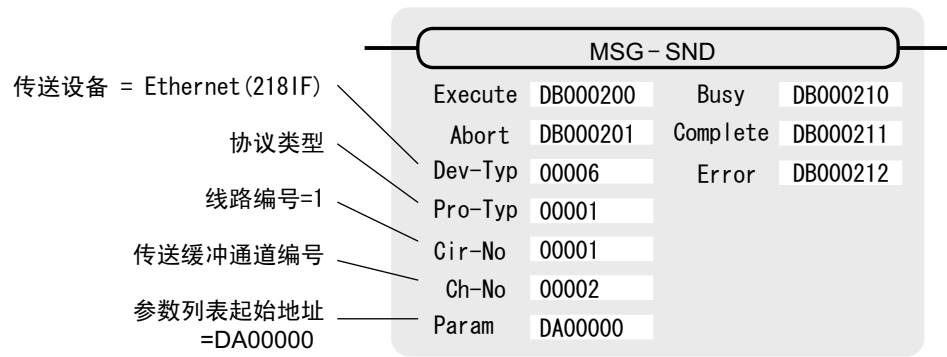 MSG-SND
传送设备 = Ethernet(218IF)
协议类型
线路编号=1
传送缓冲通道编号
参数列表起始地址
=DA00000
Execute DB000200 Busy DB000210
Abort DB000201 Complete DB000211
Dev-Typ 00006 Error DB000212
Pro-Typ 00001
Cir-No 00001
Ch-No 00002
Param DA00000